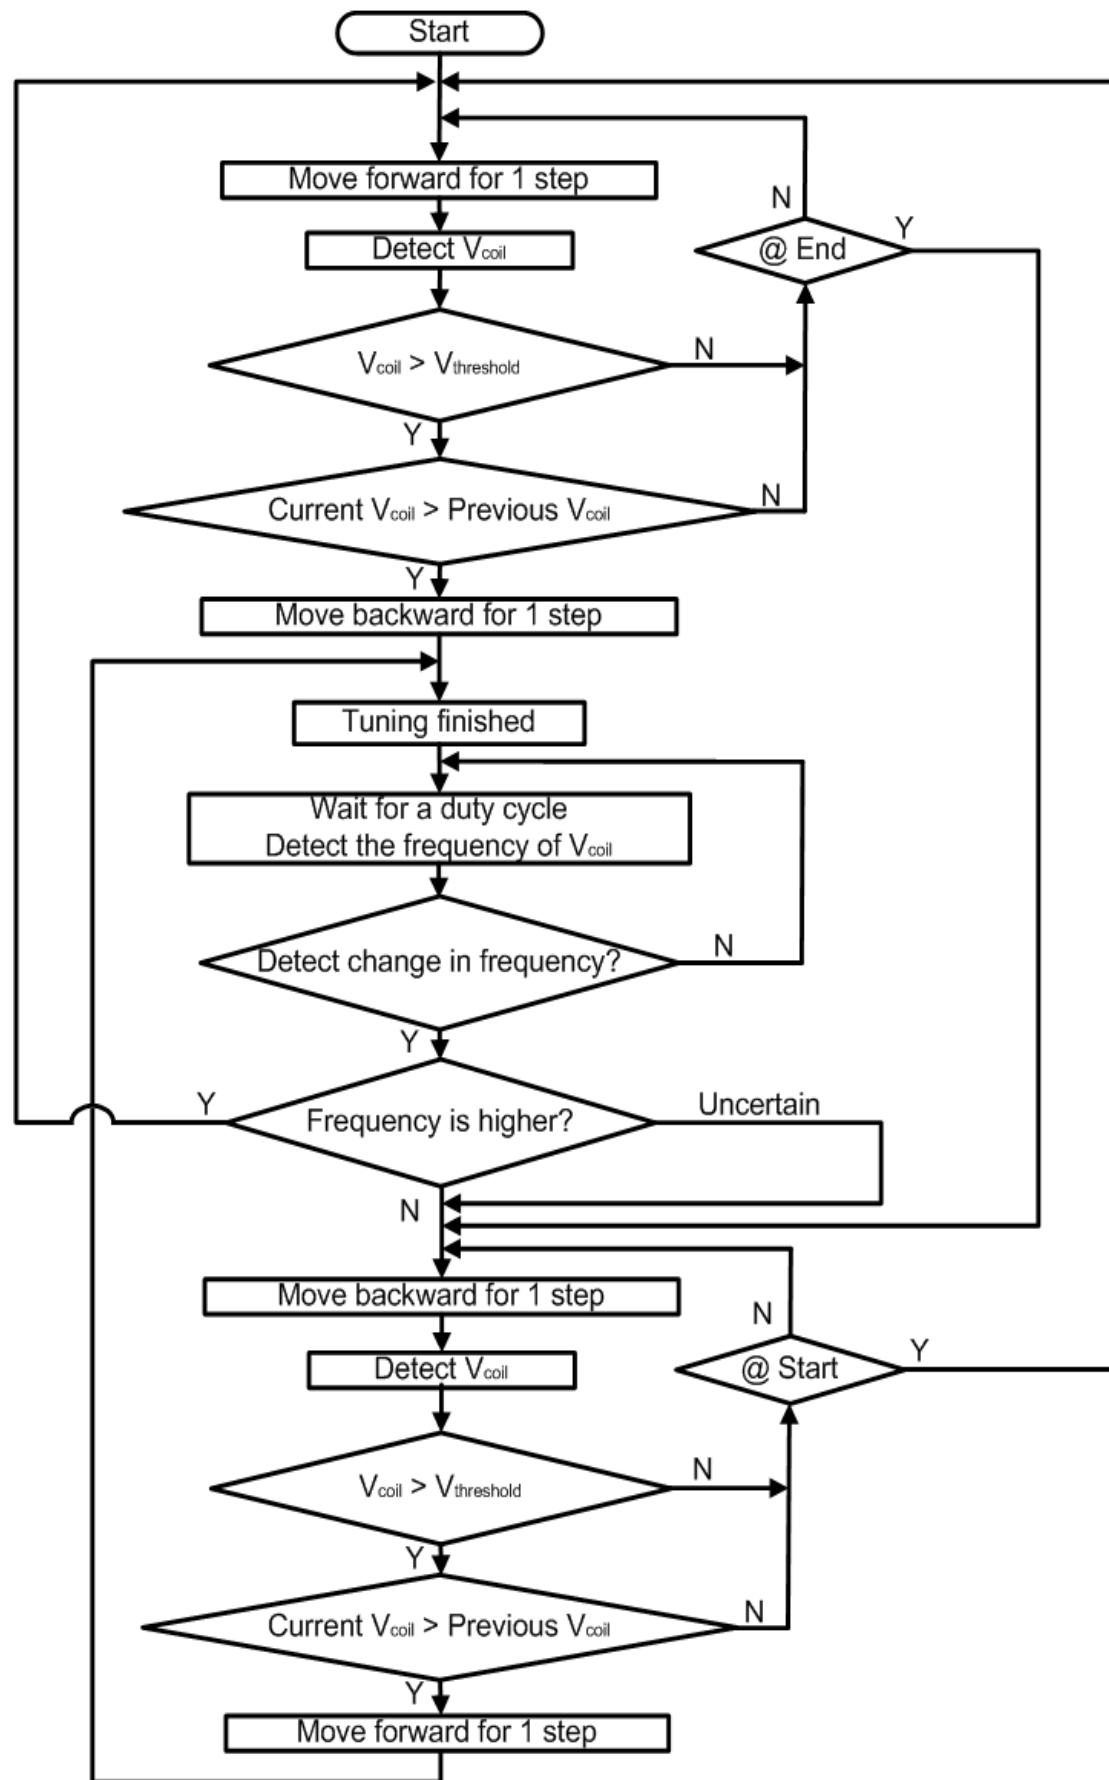 Start
Move forward for 1 step
N
Y
Detect Vcoil
@ End
Vcoil > Vthreshold
N
Y
Current Vcoil > Previous Vcoil
N
Y
Move backward for 1 step
Tuning finished
Wait for a duty cycle
Detect the frequency of Vcoil
Detect change in frequency?
N
Y
Y
Frequency is higher?
Uncertain
N
Move backward for 1 step
N
Y
Detect Vcoil
@ Start
Vcoil > Vthreshold
N
Y
Current Vcoil > Previous Vcoil
N
Y
Move forward for 1 step